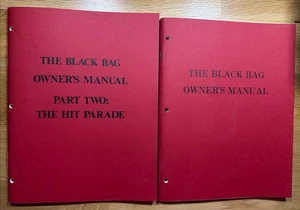 THE BLACK BAG
OWNER'S MANUAL
PART TWO:
THE HIT PARADE
THE BLACK BAG
OWNER'S MANUAL